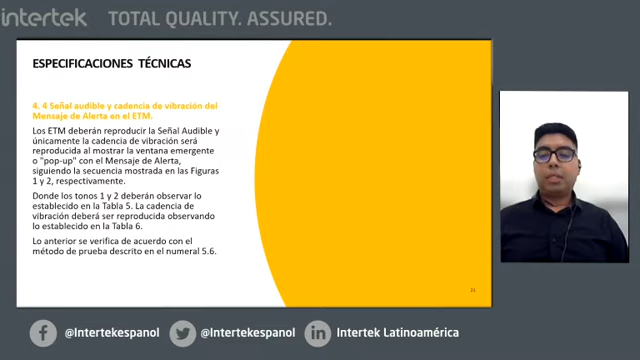 intertek
TOTAL QUALITY. ASSURED.
ESPECIFICACIONES TÉCNICAS
4. 4 Señal audible y cadencia de vibración del
Mensaje de Alerta en el ETM.
Los ETM deberán reproducir la Señal Audible y
únicamente la cadencia de vibración será
reproducida al mostrar la ventana emergente
o "pop-up" con el Mensaje de Alerta,
siguiendo la secuencia mostrada en las Figuras
1 y 2, respectivamente.
Donde los tonos 1 y 2 deberán observar lo
establecido en la Tabla 5. La cadencia de
vibración deberá ser reproducida observando
lo establecido en la Tabla 6.
Lo anterior se verifica de acuerdo con el
método de prueba descrito en el numeral 5.6.
21
@Intertekespanol
@Intertekespanol
Intertek Latinoamérica